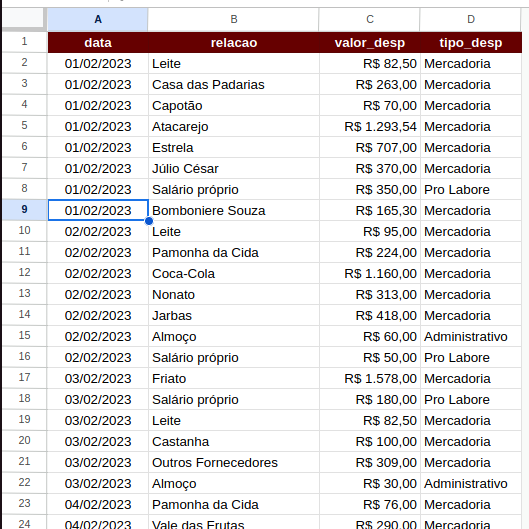 A B C D
1 data relacao valor_desp tipo_desp
2 01/02/2023 Leite R$ 82,50 Mercadoria
3 01/02/2023 Casa das Padarias R$ 263,00 Mercadoria
4 01/02/2023 Capotão R$ 70,00 Mercadoria
5 01/02/2023 Atacarejo R$ 1.293,54 Mercadoria
6 01/02/2023 Estrela R$ 707,00 Mercadoria
7 01/02/2023 Júlio César R$ 370,00 Mercadoria
8 01/02/2023 Salário próprio R$ 350,00 Pro Labore
9 01/02/2023 Bomboniere Souza R$ 165,30 Mercadoria
10 02/02/2023 Leite R$ 95,00 Mercadoria
11 02/02/2023 Pamonha da Cida R$ 224,00 Mercadoria
12 02/02/2023 Coca-Cola R$ 1.160,00 Mercadoria
13 02/02/2023 Nonato R$ 313,00 Mercadoria
14 02/02/2023 Jarbas R$ 418,00 Mercadoria
15 02/02/2023 Almoço R$ 60,00 Administrativo
16 02/02/2023 Salário próprio R$ 50,00 Pro Labore
17 03/02/2023 Friato R$ 1.578,00 Mercadoria
18 03/02/2023 Salário próprio R$ 180,00 Pro Labore
19 03/02/2023 Leite R$ 82,50 Mercadoria
20 03/02/2023 Castanha R$ 100,00 Mercadoria
21 03/02/2023 Outros Fornecedores R$ 309,00 Mercadoria
22 03/02/2023 Almoço R$ 30,00 Administrativo
23 04/02/2023 Pamonha da Cida R$ 76,00 Mercadoria
24 04/02/2023 Vale das Frutas R$ 290,00 Mercadoria